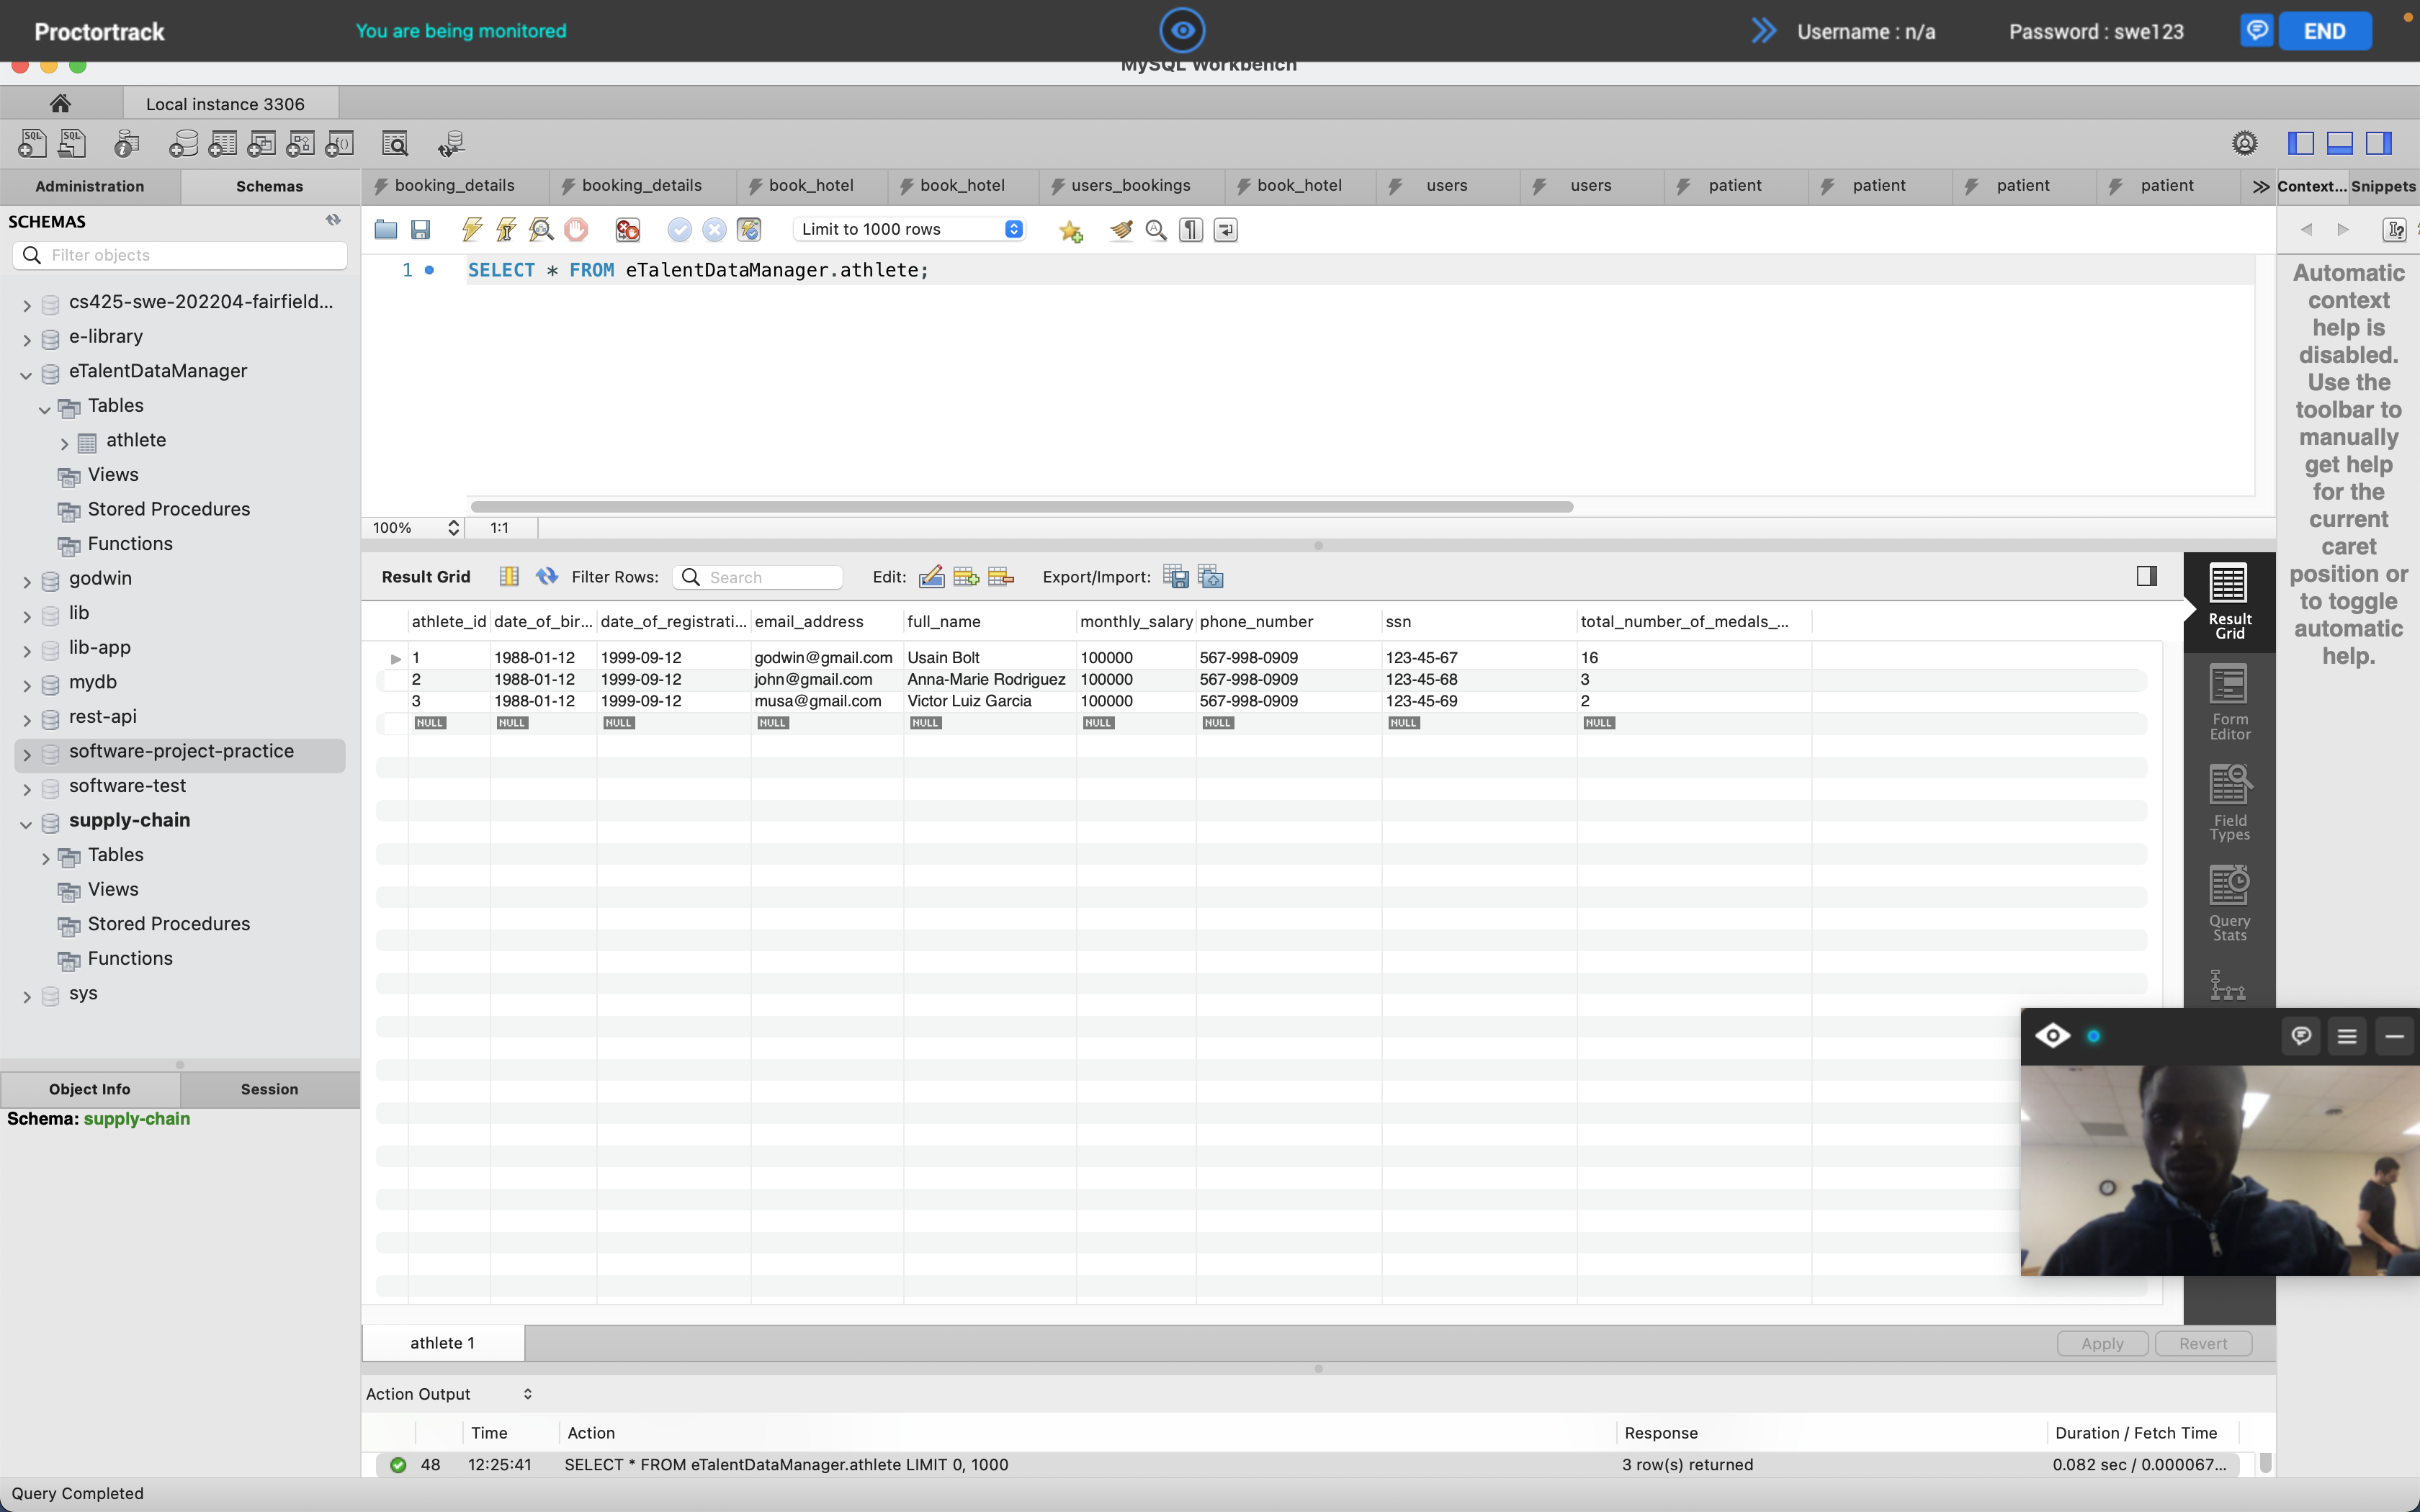 Proctortrack
You are being monitored
Username : n/a
Password : swe123
END
MySQL Workbench
Local instance 3306
Administration
Schemas
booking_details
booking_details
book_hotel
book_hotel
users_bookings
book_hotel
users
users
patient
patient
patient
patient
Context...
Snippets
SCHEMAS
Filter objects
cs425-swe-202204-fairfield...
e-library
eTalentDataManager
Tables
athlete
Views
Stored Procedures
Functions
godwin
lib
lib-app
mydb
rest-api
software-project-practice
software-test
supply-chain
Tables
Views
Stored Procedures
Functions
sys
Object Info
Session
Schema: supply-chain
Limit to 1000 rows
1
SELECT * FROM eTalentDataManager.athlete;
100%
1:1
Automatic
context
help is
disabled.
Use the
toolbar to
manually
get help
for the
current
caret
position or
to toggle
automatic
help.
Result Grid
Filter Rows:
Search
Edit:
Export/Import:
athlete_id date_of_bir... date_of_registrati... email_address full_name monthly_salary phone_number ssn total_number_of_medals_...
1 1988-01-12 1999-09-12 godwin@gmail.com Usain Bolt 100000 567-998-0909 123-45-67 16
2 1988-01-12 1999-09-12 john@gmail.com Anna-Marie Rodriguez 100000 567-998-0909 123-45-68 3
3 1988-01-12 1999-09-12 musa@gmail.com Victor Luiz Garcia 100000 567-998-0909 123-45-69 2
NULL NULL NULL NULL NULL NULL NULL NULL NULL
Result
Grid
Form
Editor
Field
Types
Query
Stats
athlete 1
Apply
Revert
Action Output
Time Action Response Duration / Fetch Time
48 12:25:41 SELECT * FROM eTalentDataManager.athlete LIMIT 0, 1000 3 row(s) returned 0.082 sec / 0.000067...
Query Completed